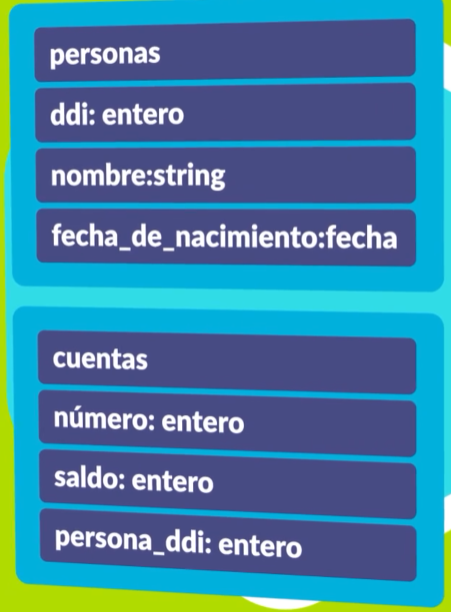 personas
ddi: entero
nombre:string
fecha_de_nacimiento:fecha
cuentas
número: entero
saldo: entero
persona_ddi: entero